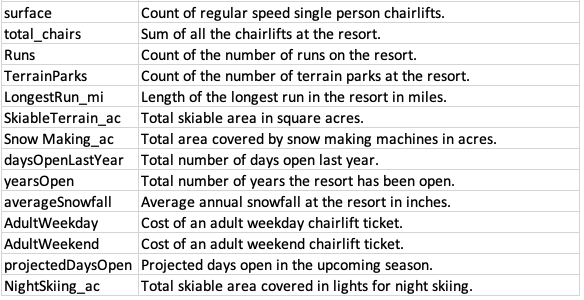 surface Count of regular speed single person chairlifts.
total_chairs Sum of all the chairlifts at the resort.
Runs Count of the number of runs on the resort.
TerrainParks Count of the number of terrain parks at the resort.
LongestRun_mi Length of the longest run in the resort in miles.
SkiableTerrain_ac Total skiable area in square acres.
Snow Making_ac Total area covered by snow making machines in acres.
daysOpenLastYear Total number of days open last year.
yearsOpen Total number of years the resort has been open.
averageSnowfall Average annual snowfall at the resort in inches.
AdultWeekday Cost of an adult weekday chairlift ticket.
AdultWeekend Cost of an adult weekend chairlift ticket.
projectedDaysOpen Projected days open in the upcoming season.
NightSkiing_ac Total skiable area covered in lights for night skiing.